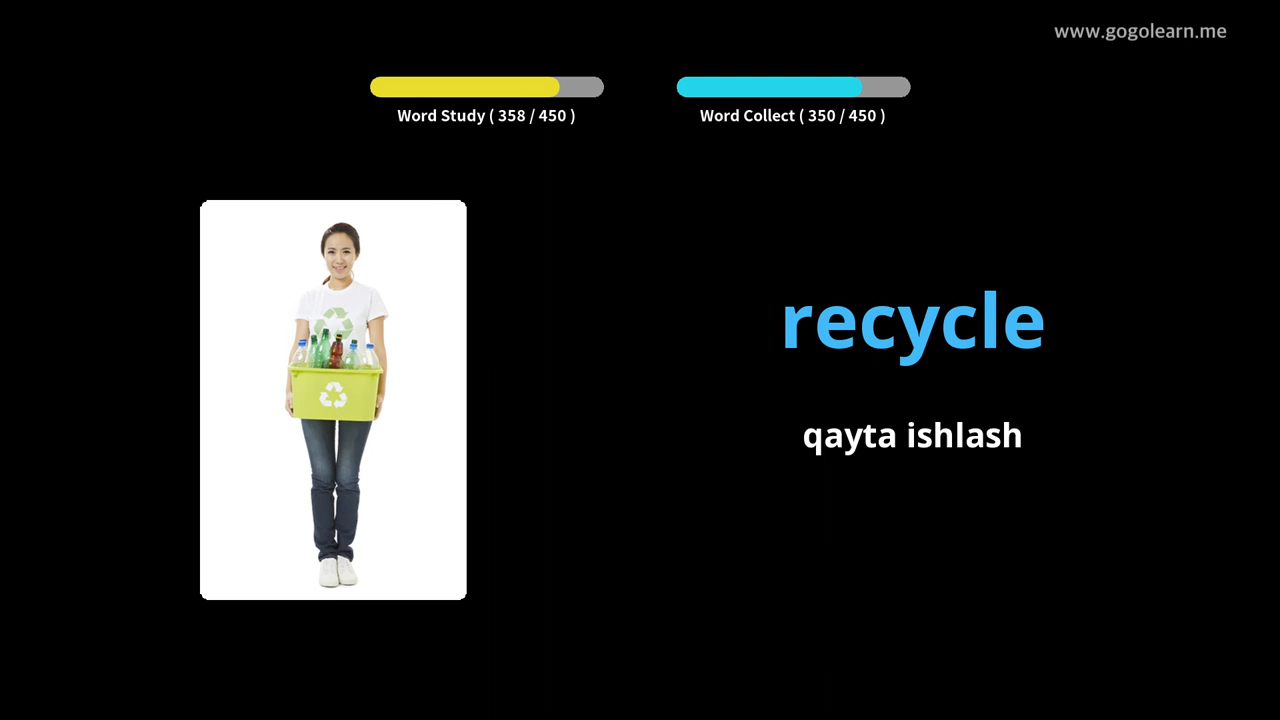 www.gogolearn.me
Word Study ( 358 / 450 )
Word Collect ( 350 / 450 )
recycle
qayta ishlash